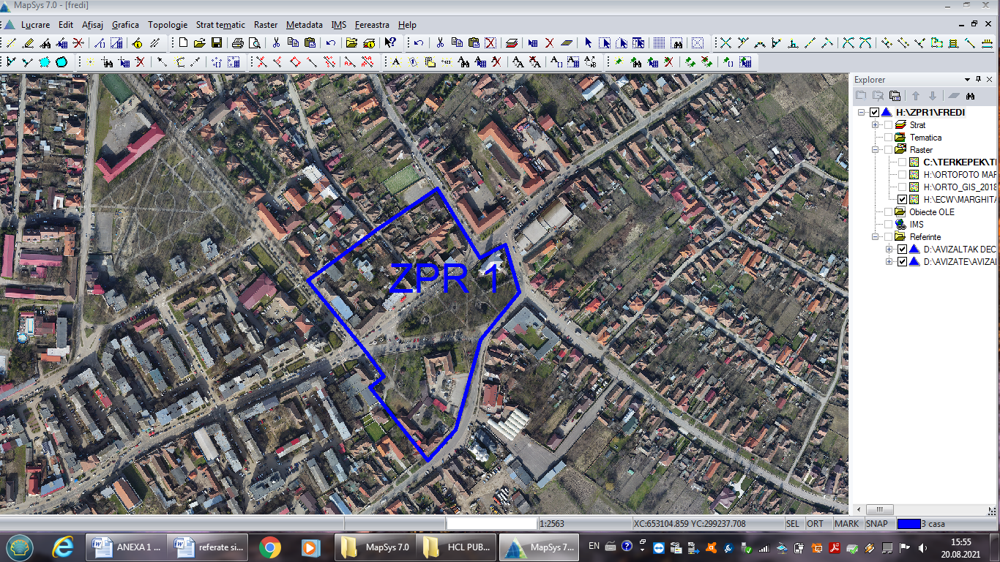 MapSys 7.0 - [fredi]
Lucrare Edit Afisaj Grafica Topologie Strat tematic Raster Metadata IMS Fereastra Help
Explorer
H:\ZPR1\FREDI
Strat
Tematica
Raster
C:\TERKEPEK\T
H:\ORTOFOTO MAR
H:\ORTO_GIS_2018
H:\ECW\MARGHITA
Obiecte OLE
IMS
Referinte
D:\AVIZALTAK DEC
D:\AVIZATE\AVIZAI
ZPR 1
1:2563 XC:653104.859 YC:299237.708 SEL ORT MARK SNAP 3 casa
ANEXA 1 ... referate si... MapSys 7.0 HCL PUB... MapSys 7... EN 15:55
20.08.2021